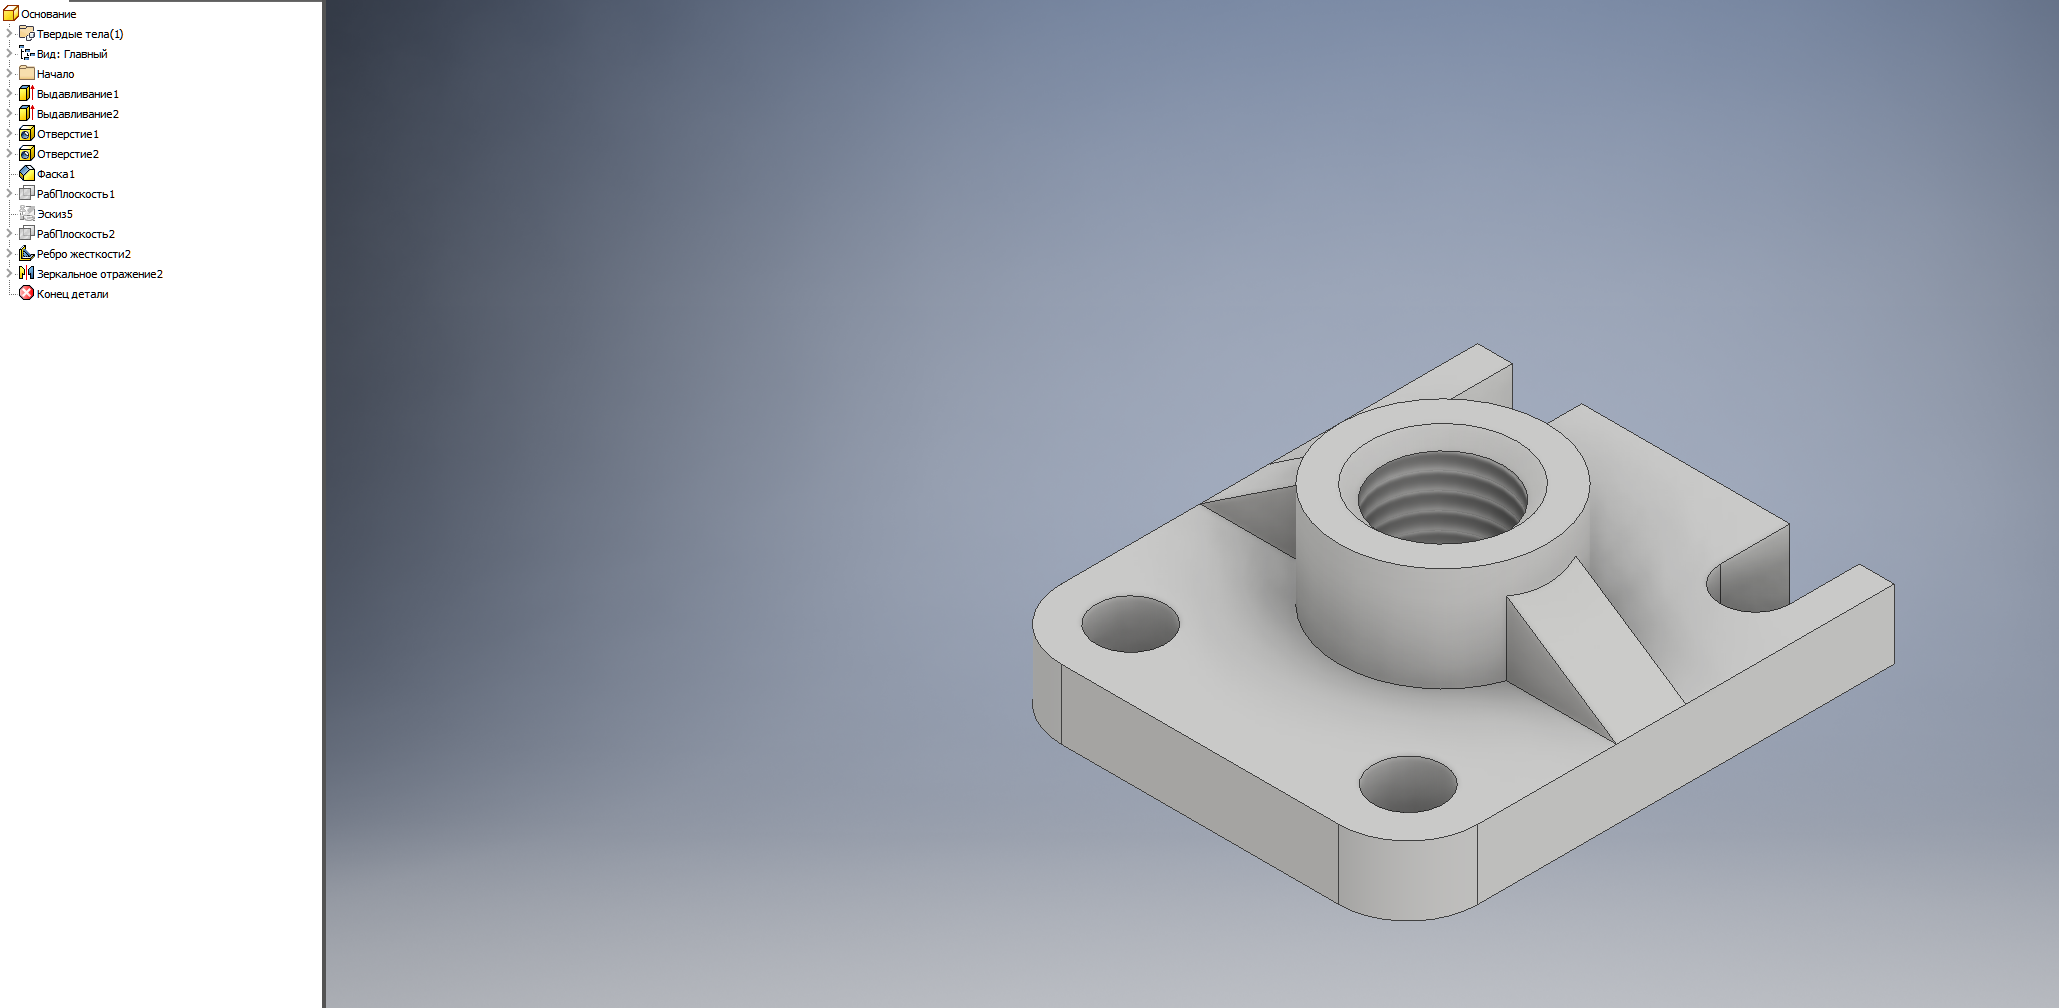 Основание
Твердые тела(1)
Вид: Главный
Начало
Выдавливание1
Выдавливание2
Отверстие1
Отверстие2
Фаска1
РабПлоскость1
Эскиз5
РабПлоскость2
Ребро жесткости2
Зеркальное отражение2
Конец детали